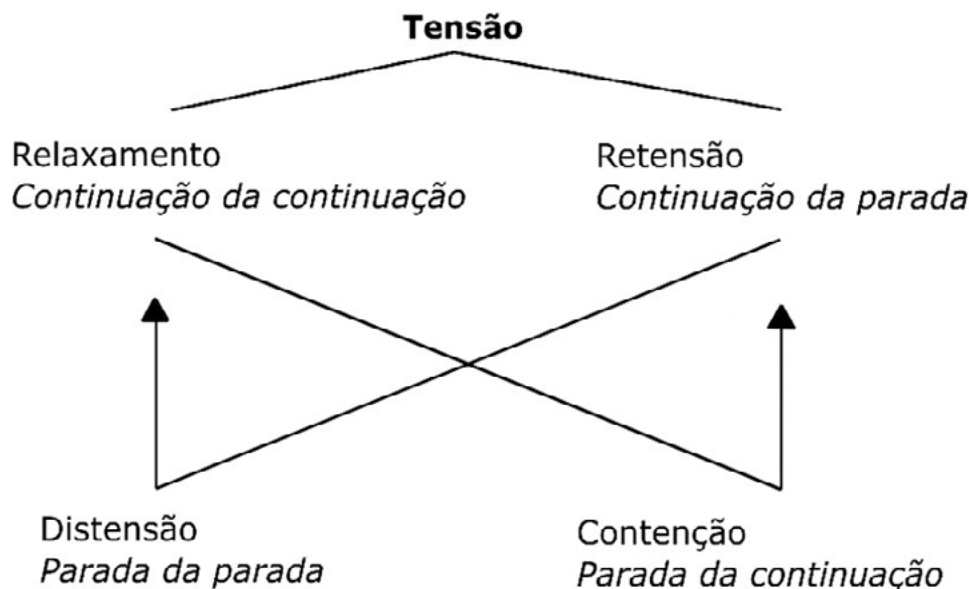 Tensão
Relaxamento
Continuação da continuação
Retensão
Continuação da parada
Distensão
Parada da parada
Contenção
Parada da continuação